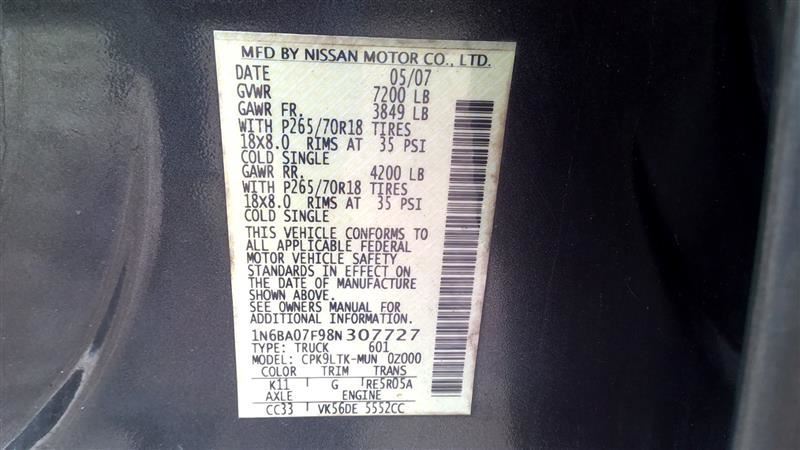 MFD BY NISSAN MOTOR CO., LTD.
DATE 05/07
GVWR 7200 LB
GAWR FR. 3849 LB
WITH P265/70R18 TIRES
18X8.0 RIMS AT 35 PSI
COLD SINGLE
GAWR RR. 4200 LB
WITH P265/70R18 TIRES
18X8.0 RIMS AT 35 PSI
COLD SINGLE
THIS VEHICLE CONFORMS TO
ALL APPLICABLE FEDERAL
MOTOR VEHICLE SAFETY
STANDARDS IN EFFECT ON
THE DATE OF MANUFACTURE
SHOWN ABOVE.
SEE OWNERS MANUAL FOR
ADDITIONAL INFORMATION.
1N6BA07F98N307727
TYPE: TRUCK 601
MODEL: CPK9LTK-MUN 0Z000
COLOR TRIM TRANS
K11 G RE5R05A
AXLE ENGINE
CC33 VK56DE 5552CC